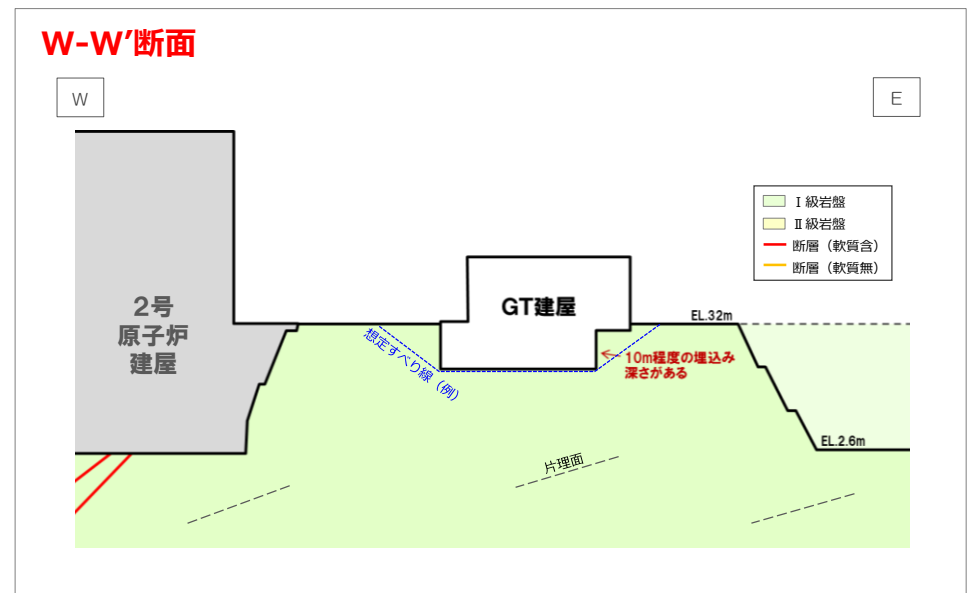 W-W’断面
W
E
Ⅰ級岩盤
Ⅱ級岩盤
断層（軟質含）
断層（軟質無）
2号
原子炉
建屋
GT建屋
EL.32m
想定すべり線（例）
10m程度の埋込み
深さがある
EL.2.6m
片理面